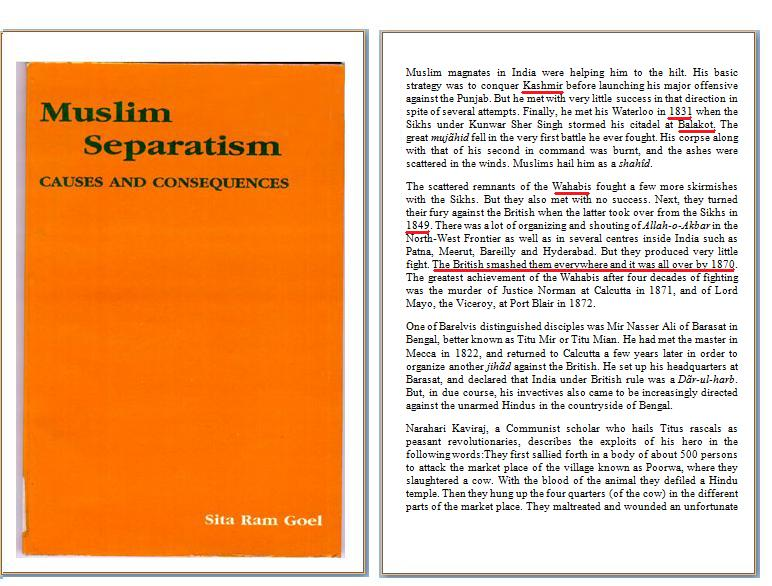 Muslim
Separatism
CAUSES AND CONSEQUENCES
Sita Ram Goel
Muslim magnates in India were helping him to the hilt. His basic
strategy was to conquer Kashmir before launching his major offensive
against the Punjab. But he met with very little success in that direction in
spite of several attempts. Finally, he met his Waterloo in 1831 when the
Sikhs under Kunwar Sher Singh stormed his citadel at Balakot. The
great mujãhid fell in the very first battle he ever fought. His corpse along
with that of his second in command was burnt, and the ashes were
scattered in the winds. Muslims hail him as a shahîd.
The scattered remnants of the Wahabis fought a few more skirmishes
with the Sikhs. But they also met with no success. Next, they turned
their fury against the British when the latter took over from the Sikhs in
1849. There was a lot of organizing and shouting of Allah-o-Akbar in the
North-West Frontier as well as in several centres inside India such as
Patna, Meerut, Bareilly and Hyderabad. But they produced very little
fight. The British smashed them everywhere and it was all over by 1870.
The greatest achievement of the Wahabis after four decades of fighting
was the murder of Justice Norman at Calcutta in 1871, and of Lord
Mayo, the Viceroy, at Port Blair in 1872.
One of Barelvis distinguished disciples was Mir Nasser Ali of Barasat in
Bengal, better known as Titu Mir or Titu Mian. He had met the master in
Mecca in 1822, and returned to Calcutta a few years later in order to
organize another jihãd against the British. He set up his headquarters at
Barasat, and declared that India under British rule was a Dãr-ul-harb.
But, in due course, his invectives also came to be increasingly directed
against the unarmed Hindus in the countryside of Bengal.
Narahari Kaviraj, a Communist scholar who hails Titus rascals as
peasant revolutionaries, describes the exploits of his hero in the
following words:They first sallied forth in a body of about 500 persons
to attack the market place of the village known as Poorwa, where they
slaughtered a cow. With the blood of the animal they defiled a Hindu
temple. Then they hung up the four quarters (of the cow) in the different
parts of the market place. They maltreated and wounded an unfortunate